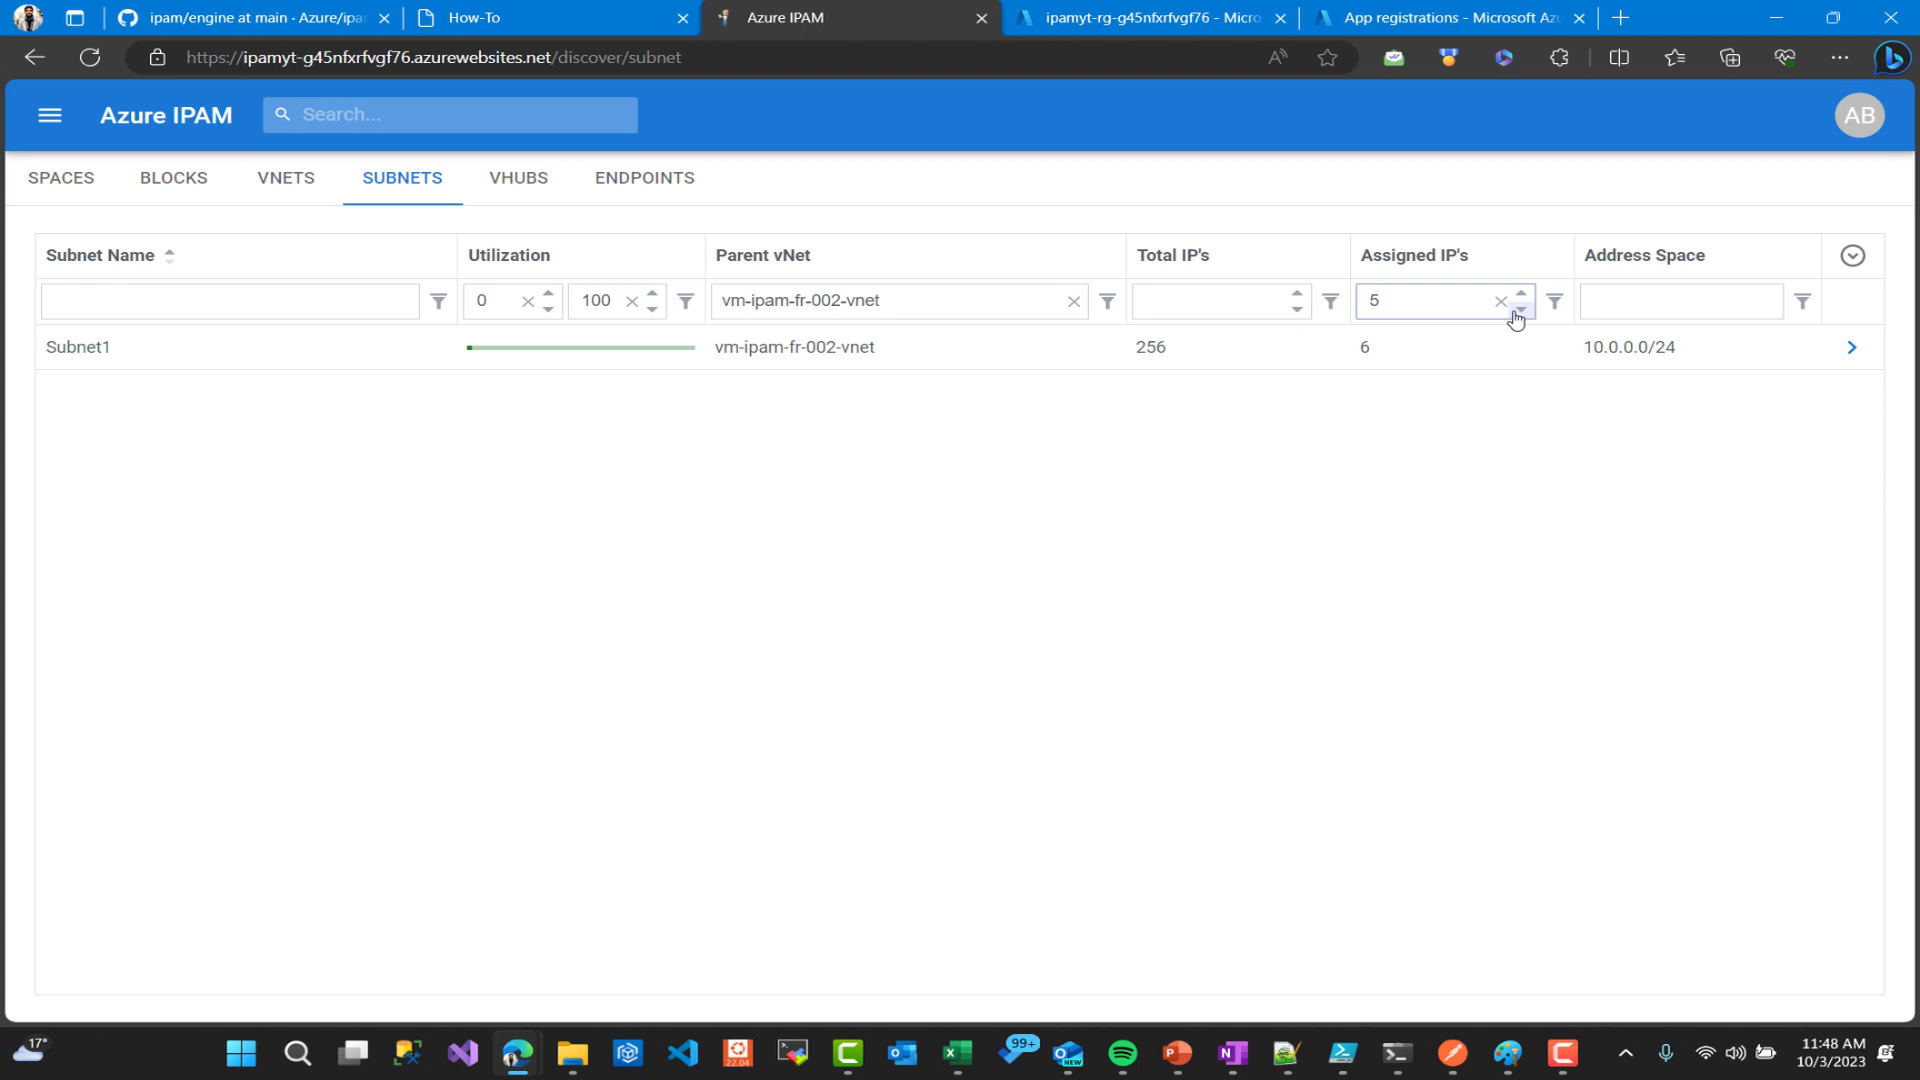 ipam/engine at main · Azure/ipa
How-To
Azure IPAM
ipamyt-rg-g45nfxrfvgf76 - Micro
App registrations - Microsoft Az
https://ipamyt-g45nfxrfvgf76.azurewebsites.net/discover/subnet
Azure IPAM
Search...
AB
SPACES
BLOCKS
VNETS
SUBNETS
VHUBS
ENDPOINTS
Subnet Name
Utilization
Parent vNet
Total IP's
Assigned IP's
Address Space
0
100
vm-ipam-fr-002-vnet
5
Subnet1
vm-ipam-fr-002-vnet
256
6
10.0.0.0/24
17°
22.04
99+
NEW
11:48 AM
10/3/2023